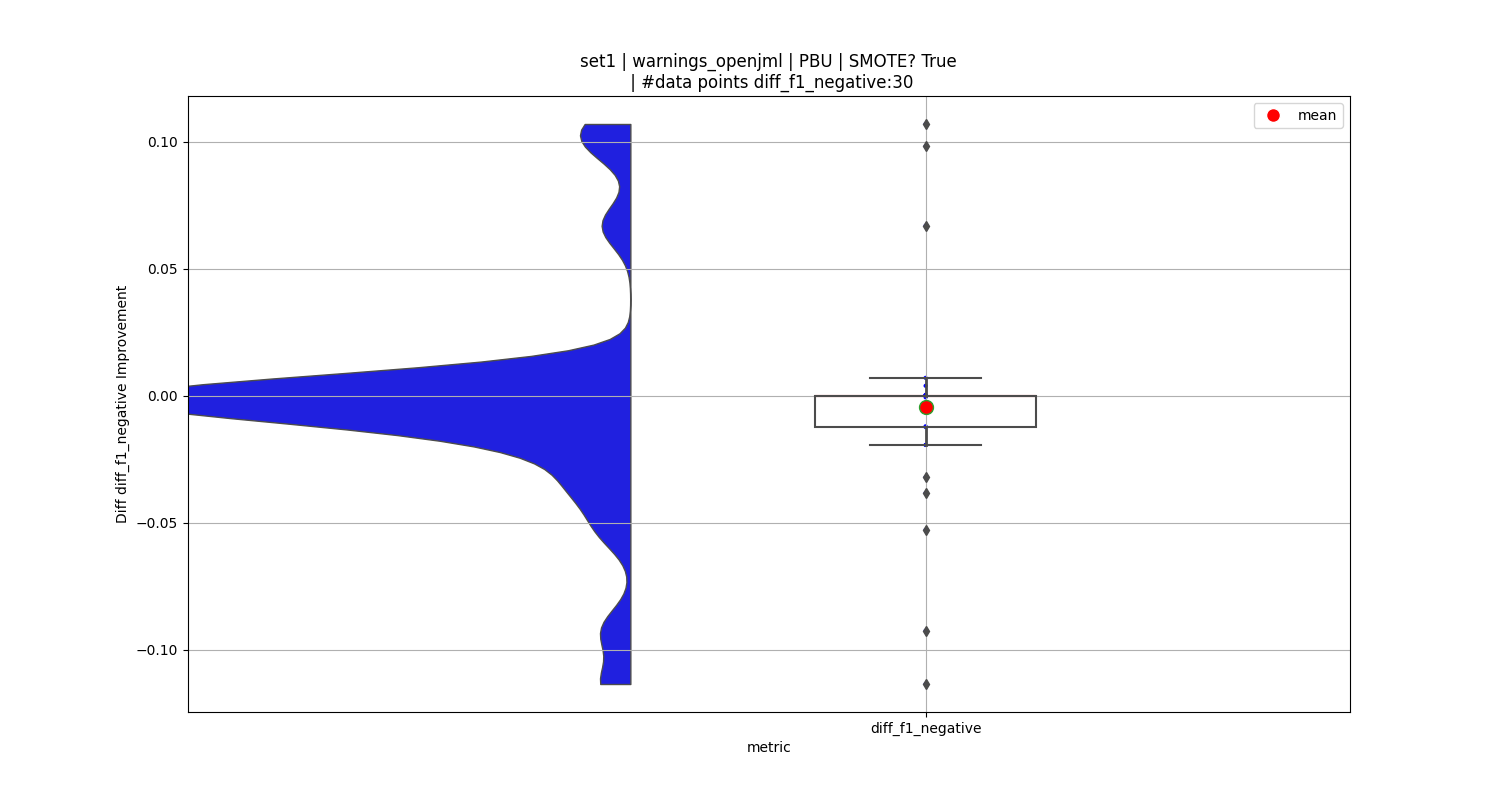 set1 | warnings_openjml | PBU | SMOTE? True
| #data points diff_f1_negative:30
mean
0.10
0.05
0.00
−0.05
−0.10
Diff diff_f1_negative Improvement
diff_f1_negative
metric